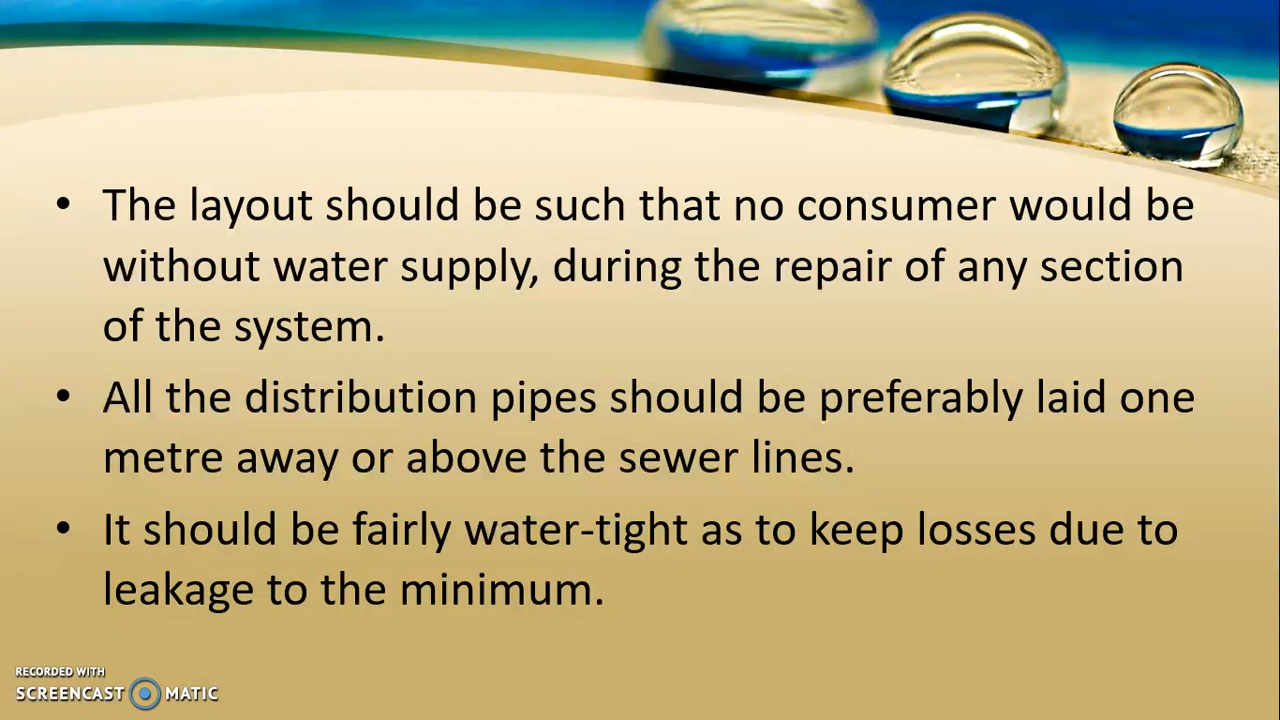 • The layout should be such that no consumer would be
without water supply, during the repair of any section
of the system.
• All the distribution pipes should be preferably laid one
metre away or above the sewer lines.
• It should be fairly water-tight as to keep losses due to
leakage to the minimum.
RECORDED WITH
SCREENCAST MATIC